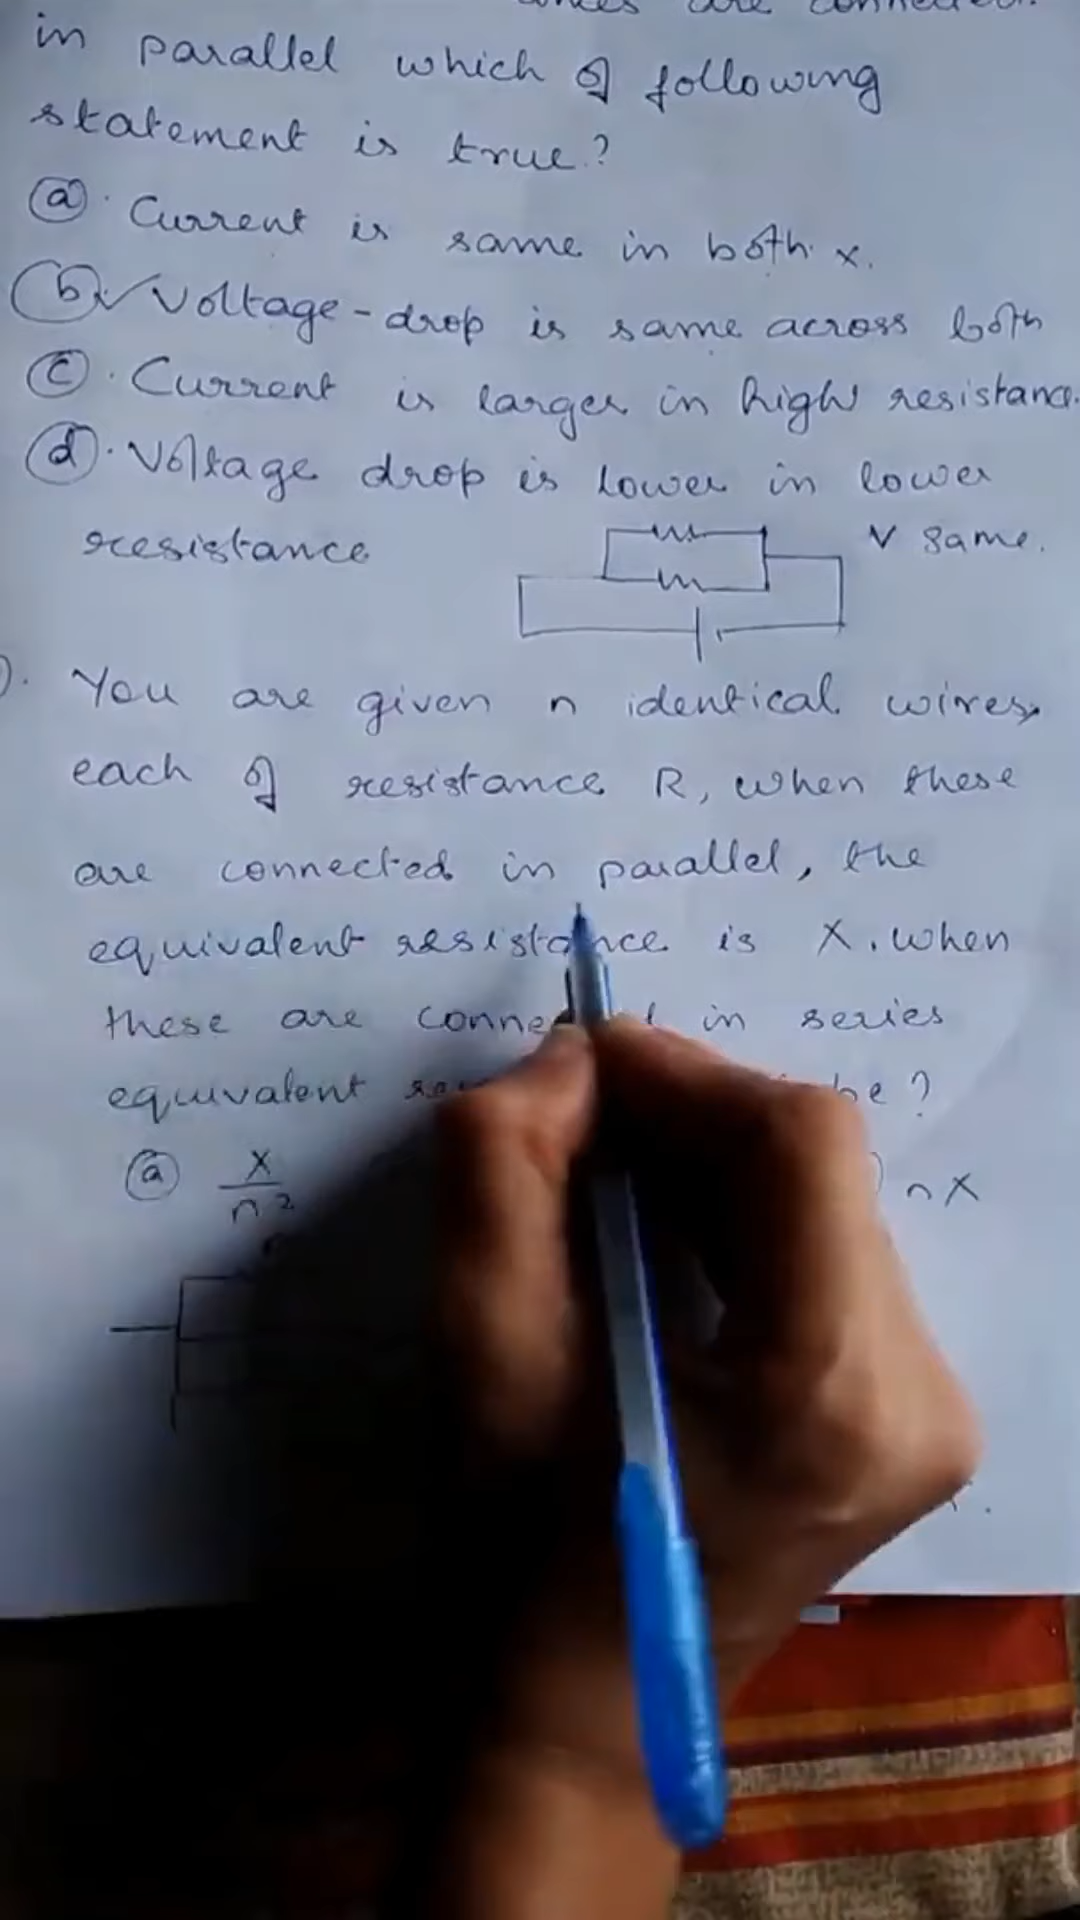 are connected
in parallel which of following
statement is true?
(a). Current is same in both x.
(b)✓ Voltage-drop is same across both
(c). Current is larger in high resistance.
(d). Voltage drop is lower in lower
resistance
V same.
You are given n identical wires,
each of resistance R, when these
are connected in parallel, the
equivalent resistance is X. when
these are in series
equivalent be?
(a) X/n² nX